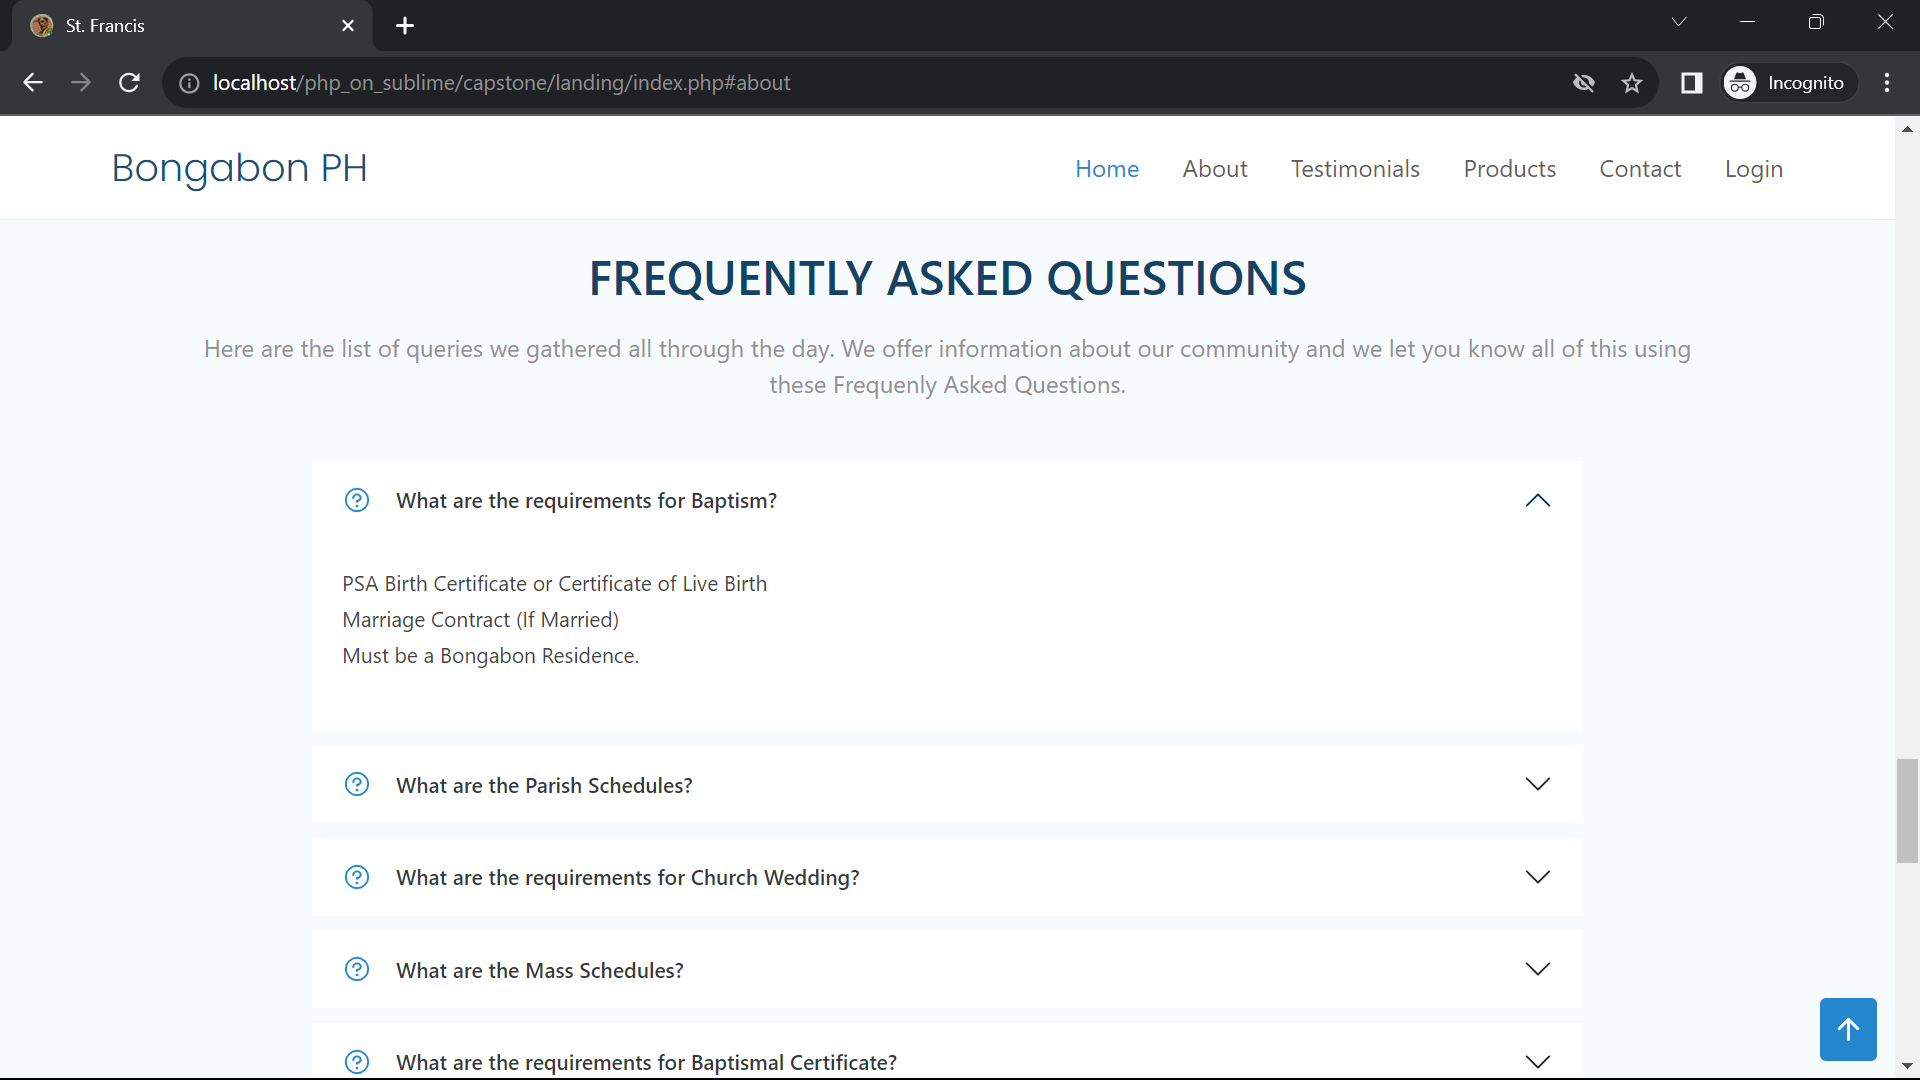 St. Francis
localhost/php_on_sublime/capstone/landing/index.php#about
Incognito
Bongabon PH
Home About Testimonials Products Contact Login
FREQUENTLY ASKED QUESTIONS
Here are the list of queries we gathered all through the day. We offer information about our community and we let you know all of this using
these Frequenly Asked Questions.
What are the requirements for Baptism?
PSA Birth Certificate or Certificate of Live Birth
Marriage Contract (If Married)
Must be a Bongabon Residence.
What are the Parish Schedules?
What are the requirements for Church Wedding?
What are the Mass Schedules?
What are the requirements for Baptismal Certificate?